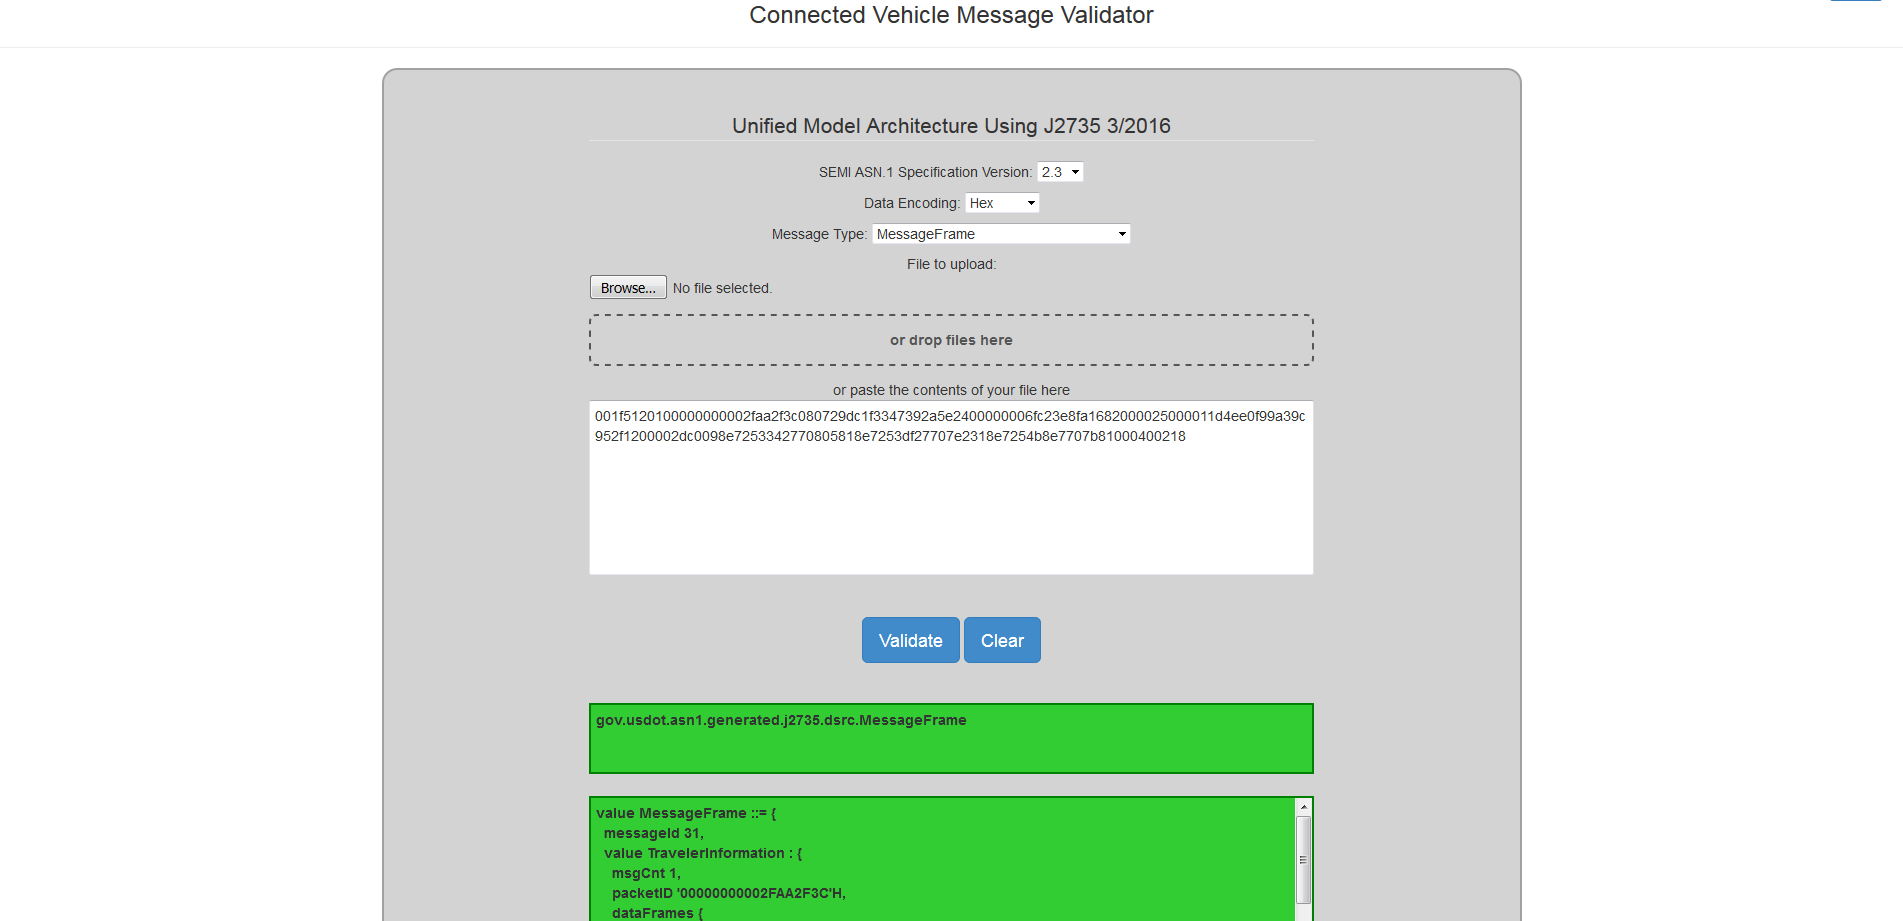 Connected Vehicle Message Validator
Unified Model Architecture Using J2735 3/2016
SEMI ASN.1 Specification Version: 2.3
Data Encoding: Hex
Message Type: MessageFrame
File to upload:
Browse... No file selected.
or drop files here
or paste the contents of your file here
001f5120100000000002faa2f3c080729dc1f3347392a5e2400000006fc23e8fa1682000025000011d4ee0f99a39c
952f1200002dc0098e7253342770805818e7253df27707e2318e7254b8e7707b81000400218
Validate Clear
gov.usdot.asn1.generated.j2735.dsrc.MessageFrame
value MessageFrame ::= {
messageId 31,
value TravelerInformation : {
msgCnt 1,
packetID '00000000002FAA2F3C'H,
dataFrames {